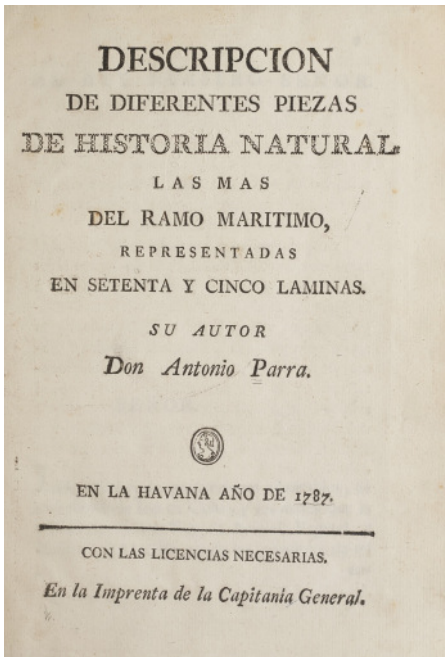 DESCRIPCION
DE DIFERENTES PIEZAS
DE HISTORIA NATURAL
LAS MAS
DEL RAMO MARITIMO,
REPRESENTADAS
EN SETENTA Y CINCO LAMINAS.
SU AUTOR
Don Antonio Parra.
EN LA HAVANA AÑO DE 1787.
CON LAS LICENCIAS NECESARIAS.
En la Imprenta de la Capitanía General.